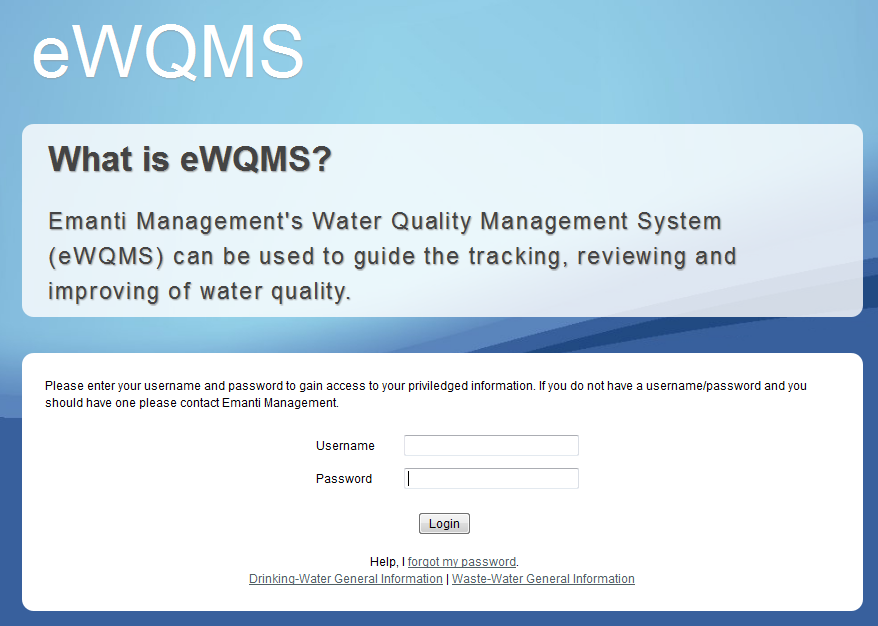 eWQMS
What is eWQMS?
Emanti Management's Water Quality Management System
(eWQMS) can be used to guide the tracking, reviewing and
improving of water quality.
Please enter your username and password to gain access to your priviledged information. If you do not have a username/password and you
should have one please contact Emanti Management.
Username
Password
Login
Help, I forgot my password.
Drinking-Water General Information | Waste-Water General Information